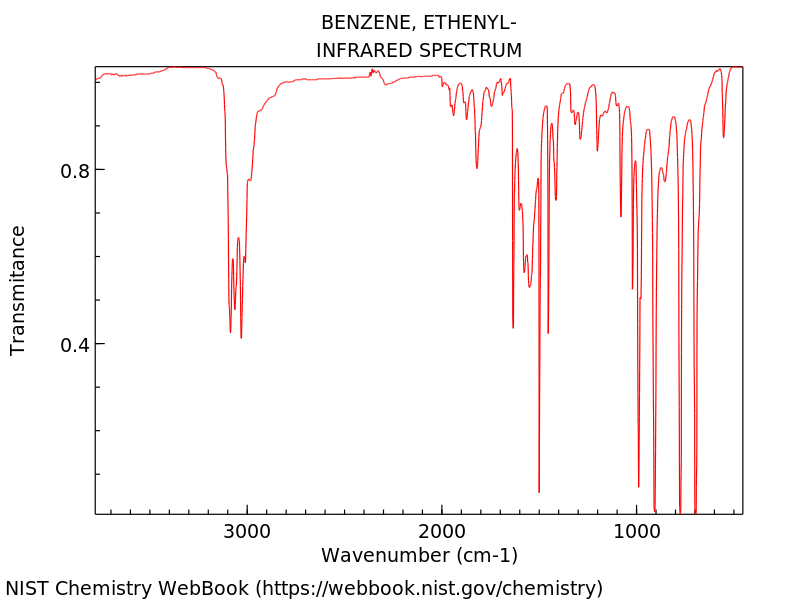 BENZENE, ETHENYL-
INFRARED SPECTRUM
0.8
0.4
Transmitance
3000 2000 1000
Wavenumber (cm-1)
NIST Chemistry WebBook (https://webbook.nist.gov/chemistry)